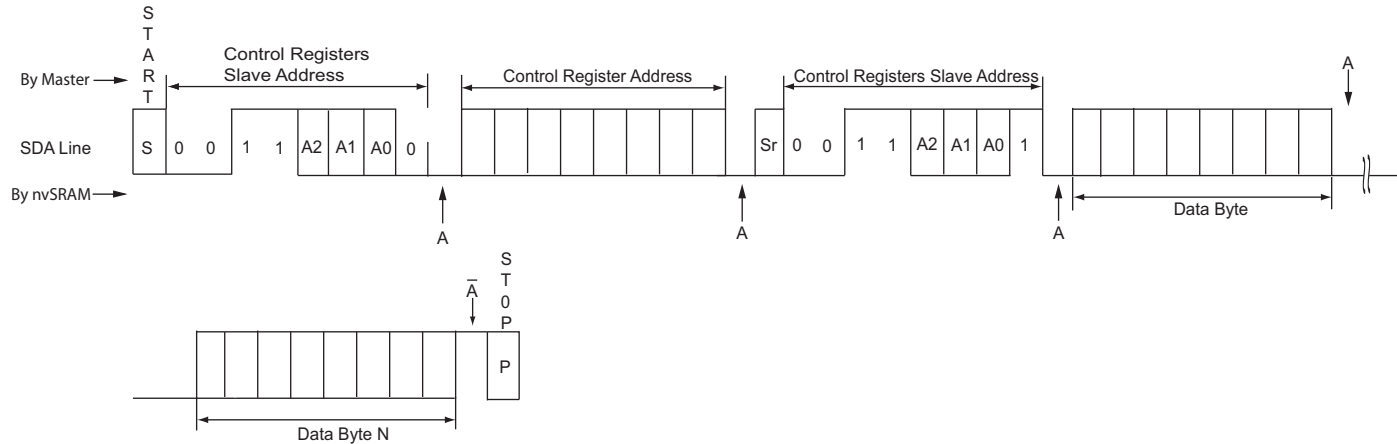 START
Control Registers
Slave Address
By Master
Control Register Address
Control Registers Slave Address
A
SDA Line
S 0 0 1 1 A2 A1 A0 0
Sr 0 0 1 1 A2 A1 A0 1
By nvSRAM
A
A
A
Data Byte
ST0P
A̅
P
Data Byte N